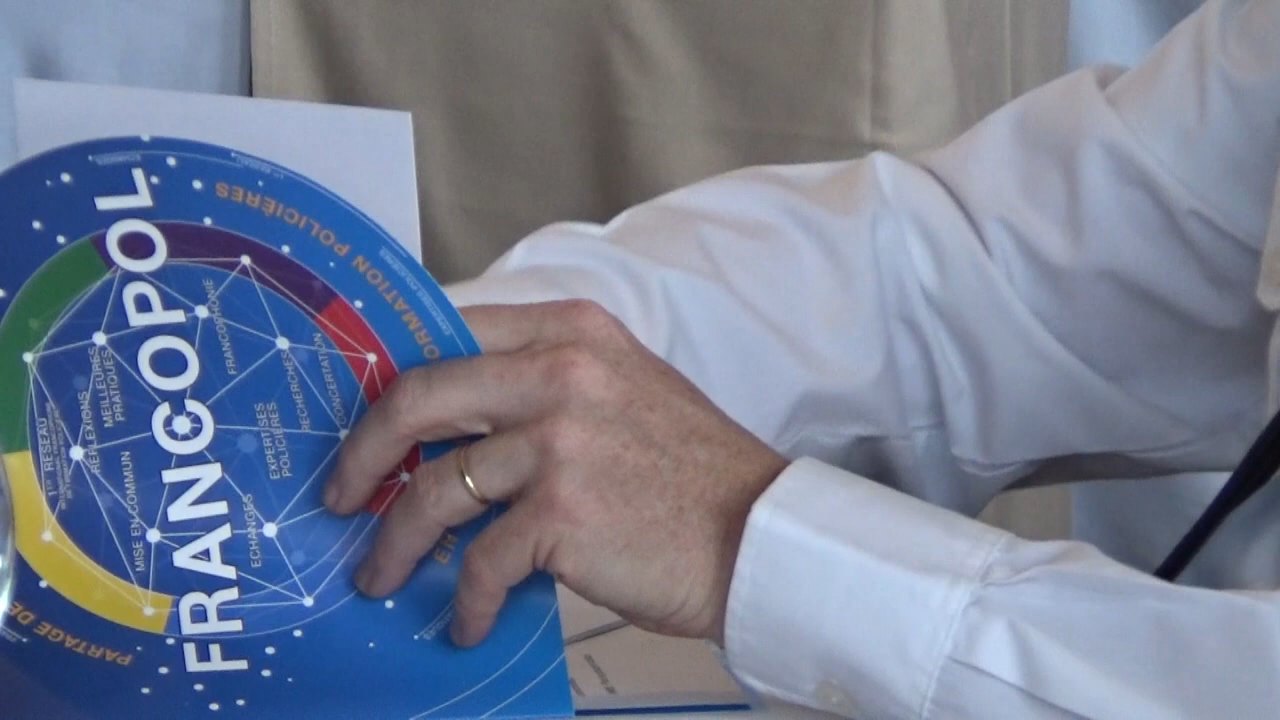 FRANCOPOL
FORMATION POLICIÈRES
PARTAGE DE
EN
1er RÉSEAU
RÉFLEXIONS
MEILLEURES
PRATIQUES
MISE EN COMMUN
FRANCOPHONIE
RECHERCHES
CONCERTATION
EXPERTISES
POLICIÈRES
ÉCHANGES